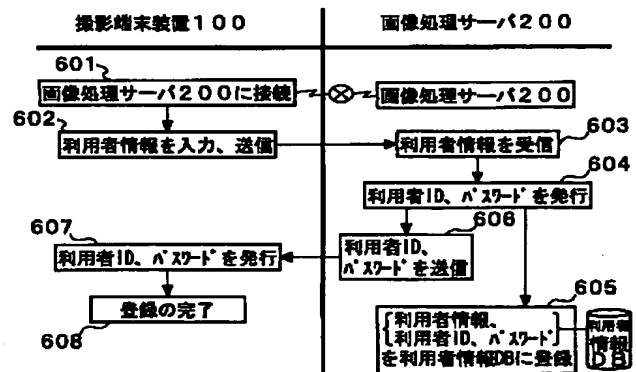 撮影端末装置100
画像処理サーバ200
601
画像処理サーバ200に接続
画像処理サーバ200
602
利用者情報を入力、送信
603
利用者情報を受信
604
利用者ID、パスワードを発行
607
利用者ID、パスワードを発行
606
利用者ID、
パスワードを送信
605
登録の完了
608
利用者情報、
利用者ID、パスワード
を利用者情報DBに登録
利用者
情報
DB